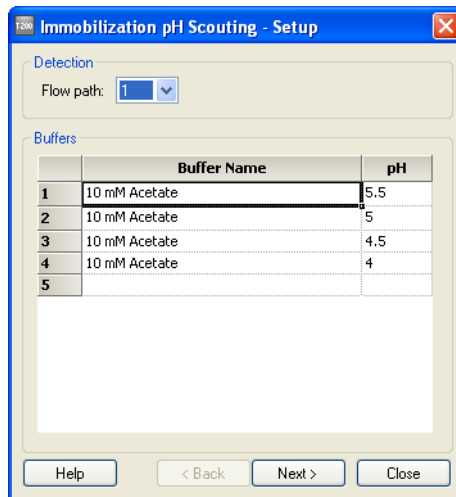 T200 Immobilization pH Scouting - Setup
Detection
Flow path: 1
Buffers
Buffer Name pH
1 10 mM Acetate 5.5
2 10 mM Acetate 5
3 10 mM Acetate 4.5
4 10 mM Acetate 4
5
Help < Back Next > Close